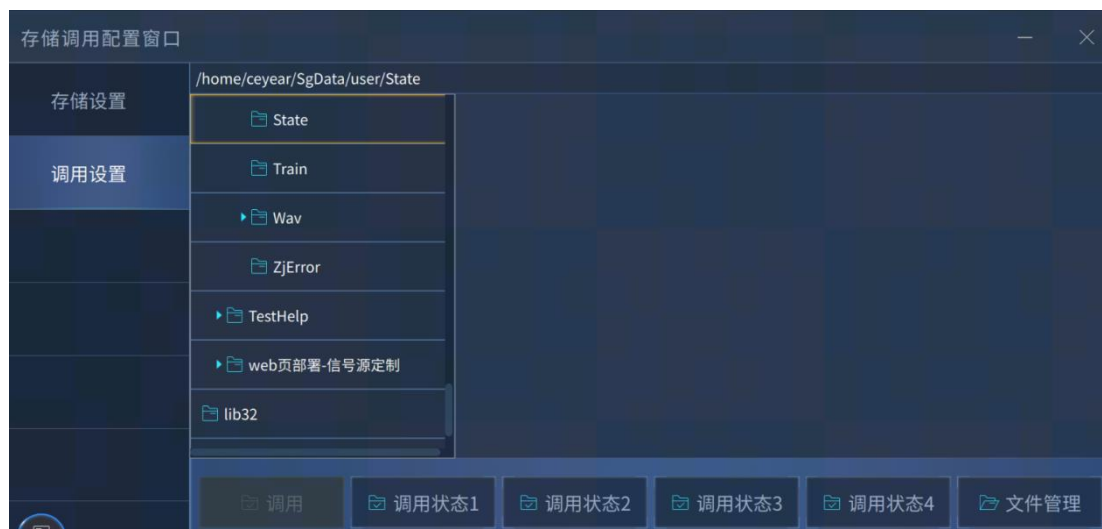 存储调用配置窗口
存储设置
调用设置
/home/ceyear/SgData/user/State
State
Train
Wav
ZjError
TestHelp
web页部署-信号源定制
lib32
调用
调用状态1
调用状态2
调用状态3
调用状态4
文件管理